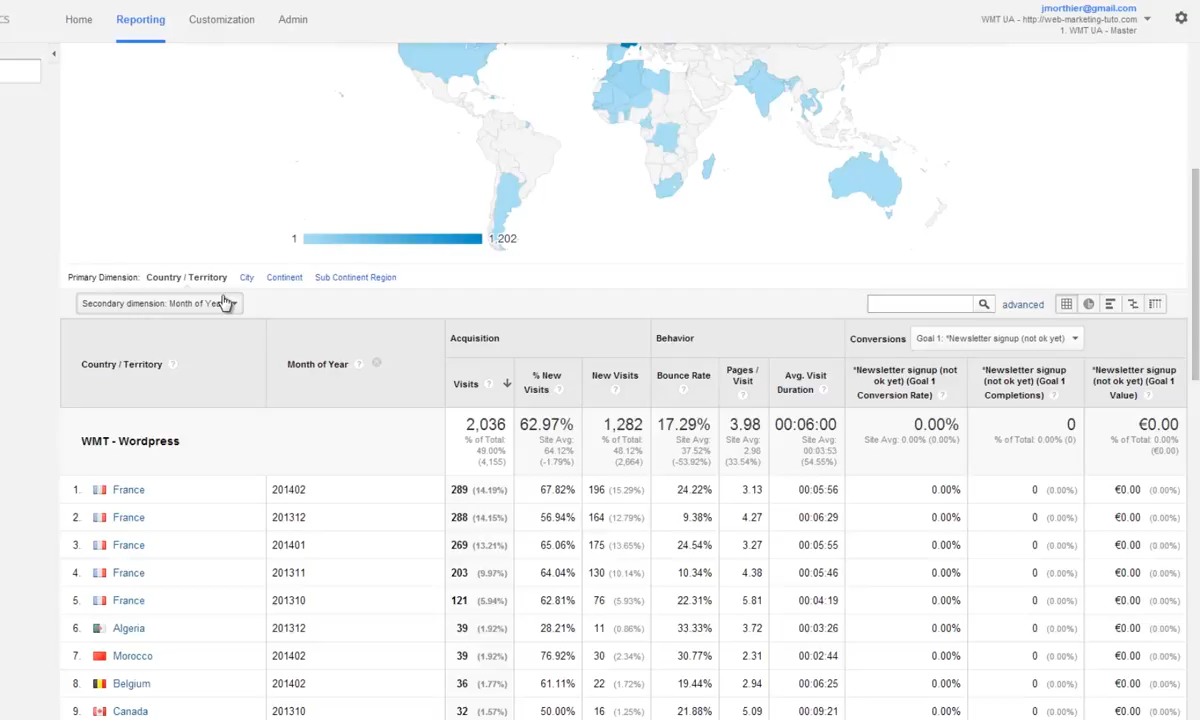 CS
Home Reporting Customization Admin
jmorthier@gmail.com
WMT UA - http://web-marketing-tuto.com
1. WMT UA - Master
1 1,202
Primary Dimension: Country / Territory City Continent Sub Continent Region
Secondary dimension: Month of Year
advanced
Acquisition Behavior Conversions Goal 1: *Newsletter signup (not ok yet)
Country / Territory ? Month of Year ? Visits ? % New Visits ? New Visits ? Bounce Rate ? Pages / Visit ? Avg. Visit Duration ? *Newsletter signup (not ok yet) (Goal 1 Conversion Rate) ? *Newsletter signup (not ok yet) (Goal 1 Completions) ? *Newsletter signup (not ok yet) (Goal 1 Value) ?
WMT - Wordpress 2,036 62.97% 1,282 17.29% 3.98 00:06:00 0.00% 0 €0.00
% of Total: Site Avg: % of Total: Site Avg: Site Avg: Site Avg: Site Avg: 0.00% (0.00%) % of Total: 0.00% (0) % of Total: 0.00%
49.00% 64.12% 48.12% 37.52% 2.98 00:03:53 (€0.00)
(4,155) (-1.79%) (2,664) (-53.92%) (33.54%) (54.55%)
1. France 201402 289 (14.19%) 67.82% 196 (15.29%) 24.22% 3.13 00:05:56 0.00% 0 (0.00%) €0.00 (0.00%)
2. France 201312 288 (14.15%) 56.94% 164 (12.79%) 9.38% 4.27 00:06:29 0.00% 0 (0.00%) €0.00 (0.00%)
3. France 201401 269 (13.21%) 65.06% 175 (13.65%) 24.54% 3.27 00:05:55 0.00% 0 (0.00%) €0.00 (0.00%)
4. France 201311 203 (9.97%) 64.04% 130 (10.14%) 10.34% 4.38 00:05:46 0.00% 0 (0.00%) €0.00 (0.00%)
5. France 201310 121 (5.94%) 62.81% 76 (5.93%) 22.31% 5.81 00:04:19 0.00% 0 (0.00%) €0.00 (0.00%)
6. Algeria 201312 39 (1.92%) 28.21% 11 (0.86%) 33.33% 3.72 00:03:26 0.00% 0 (0.00%) €0.00 (0.00%)
7. Morocco 201402 39 (1.92%) 76.92% 30 (2.34%) 30.77% 2.31 00:02:44 0.00% 0 (0.00%) €0.00 (0.00%)
8. Belgium 201402 36 (1.77%) 61.11% 22 (1.72%) 19.44% 2.94 00:06:25 0.00% 0 (0.00%) €0.00 (0.00%)
9. Canada 201310 32 (1.57%) 50.00% 16 (1.25%) 21.88% 5.09 00:09:21 0.00% 0 (0.00%) €0.00 (0.00%)